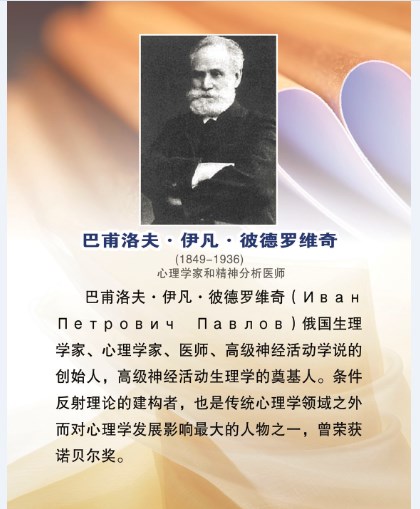 巴甫洛夫·伊凡·彼德罗维奇
(1849-1936)
心理学家和精神分析医师
巴甫洛夫·伊凡·彼德罗维奇(Иван
Петрович Павлов)俄国生理
学家、心理学家、医师、高级神经活动学说的
创始人，高级神经活动生理学的奠基人。条件
反射理论的建构者，也是传统心理学领域之外
而对心理学发展影响最大的人物之一，曾荣获
诺贝尔奖。